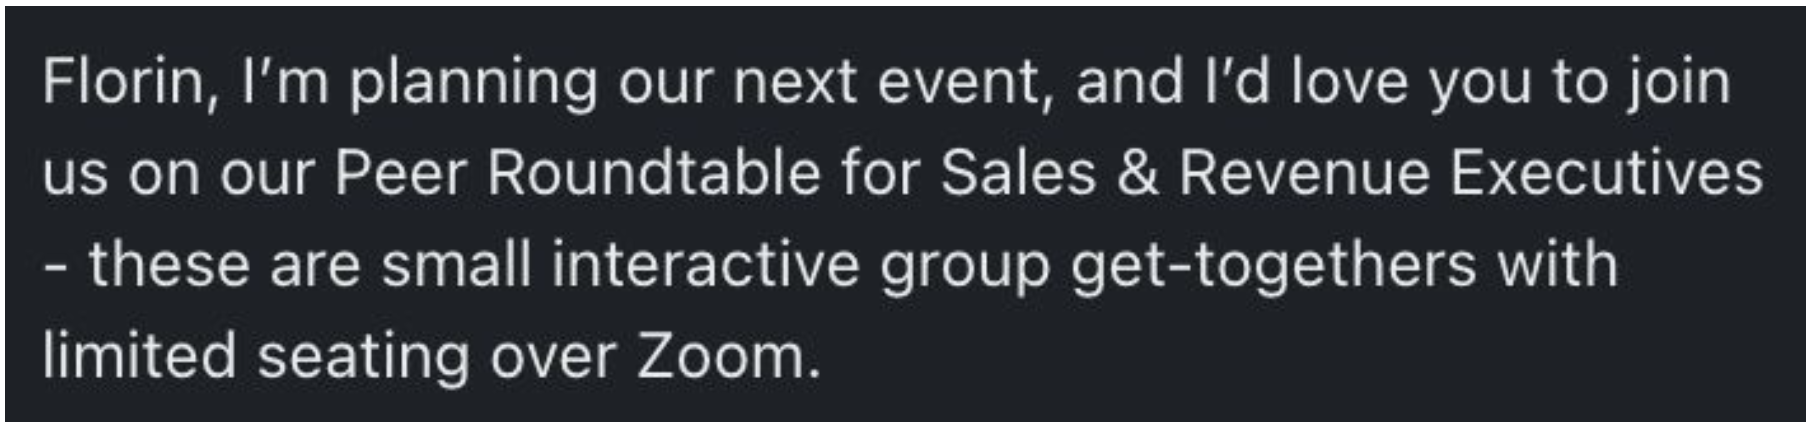 Florin, I’m planning our next event, and I’d love you to join
us on our Peer Roundtable for Sales & Revenue Executives
- these are small interactive group get-togethers with
limited seating over Zoom.